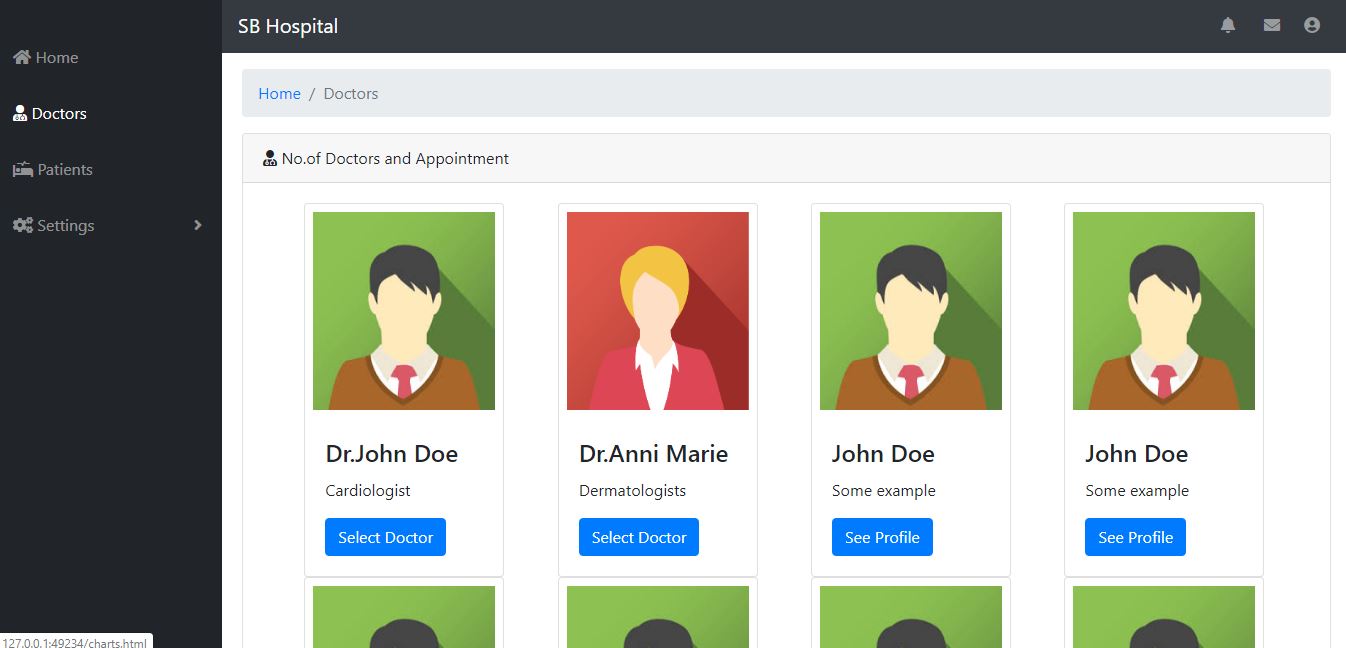 SB Hospital
Home
Doctors
Patients
Settings
Home / Doctors
No.of Doctors and Appointment
Dr.John Doe
Cardiologist
Select Doctor
Dr.Anni Marie
Dermatologists
Select Doctor
John Doe
Some example
See Profile
John Doe
Some example
See Profile
127.0.0.1:49234/charts.html